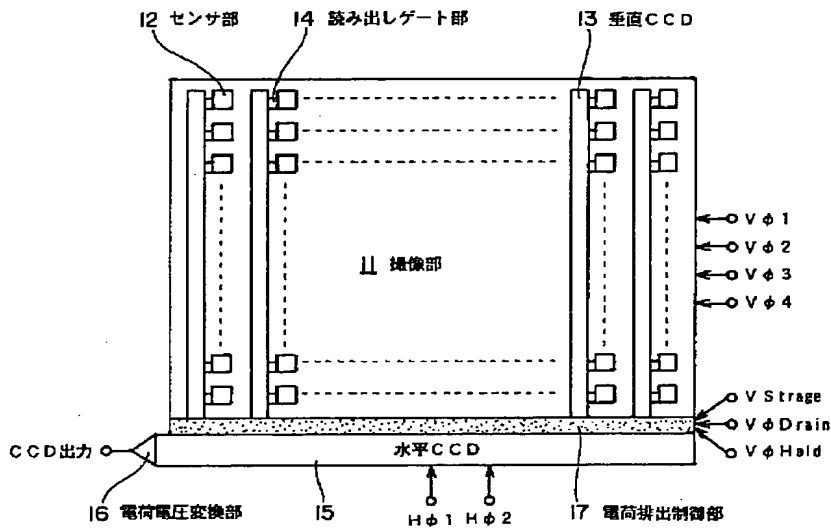 12 センサ部
14 読み出しゲート部
13 垂直CCD
11 撮像部
Vφ1
Vφ2
Vφ3
Vφ4
VStrage
VφDrain
VφHold
CCD出力
水平CCD
16 電荷電圧変換部
15
Hφ1 Hφ2
17 電荷排出制御部